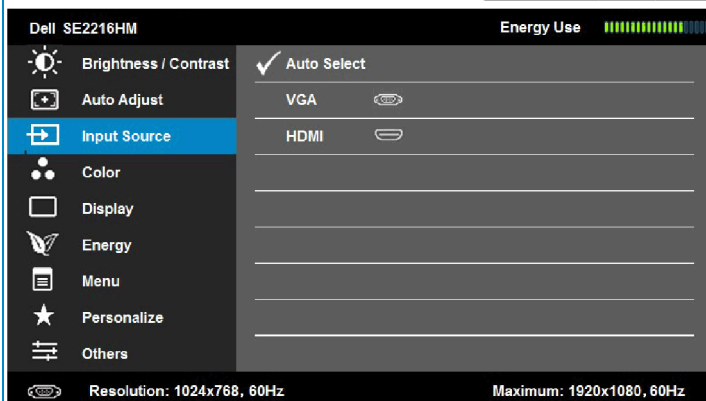 Dell SE2216HM Energy Use
Brightness / Contrast Auto Select
Auto Adjust VGA
Input Source HDMI
Color
Display
Energy
Menu
Personalize
Others
Resolution: 1024x768, 60Hz Maximum: 1920x1080, 60Hz